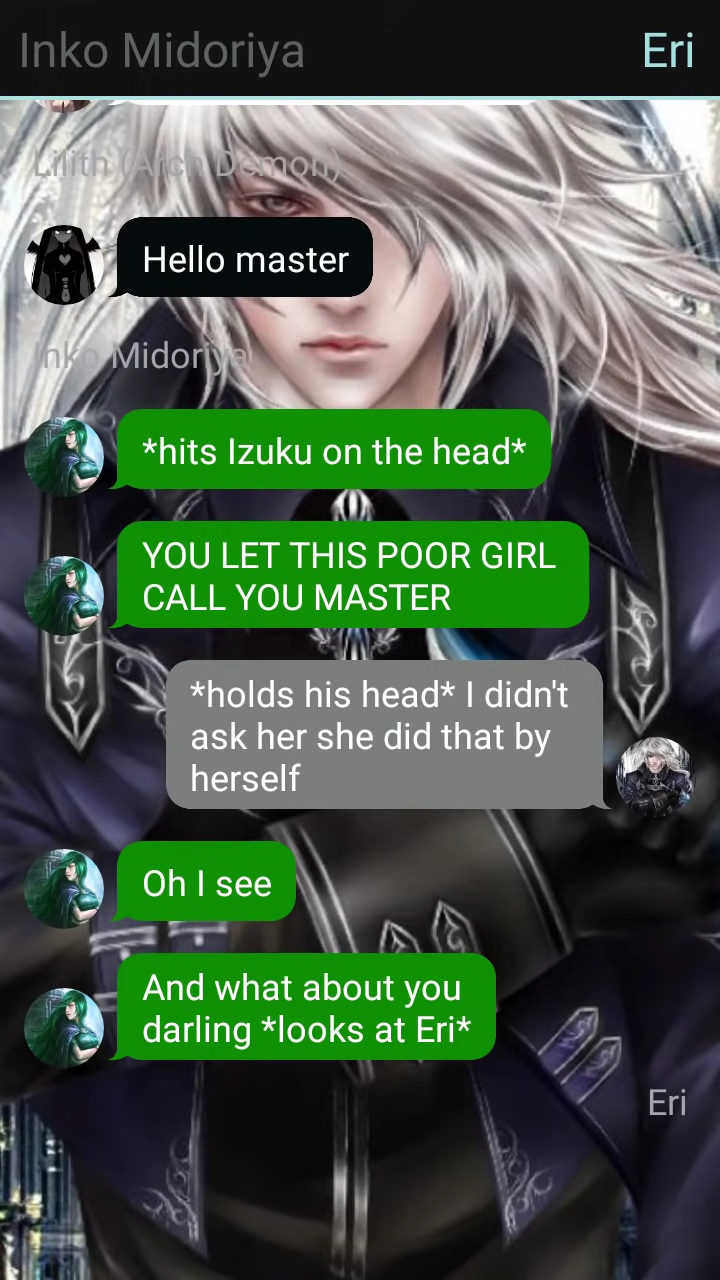 Inko Midoriya
Eri
Lilith (Arch Demon)
Hello master
Inko Midoriya
*hits Izuku on the head*
YOU LET THIS POOR GIRL
CALL YOU MASTER
*holds his head* I didn't
ask her she did that by
herself
Oh I see
And what about you
darling *looks at Eri*
Eri